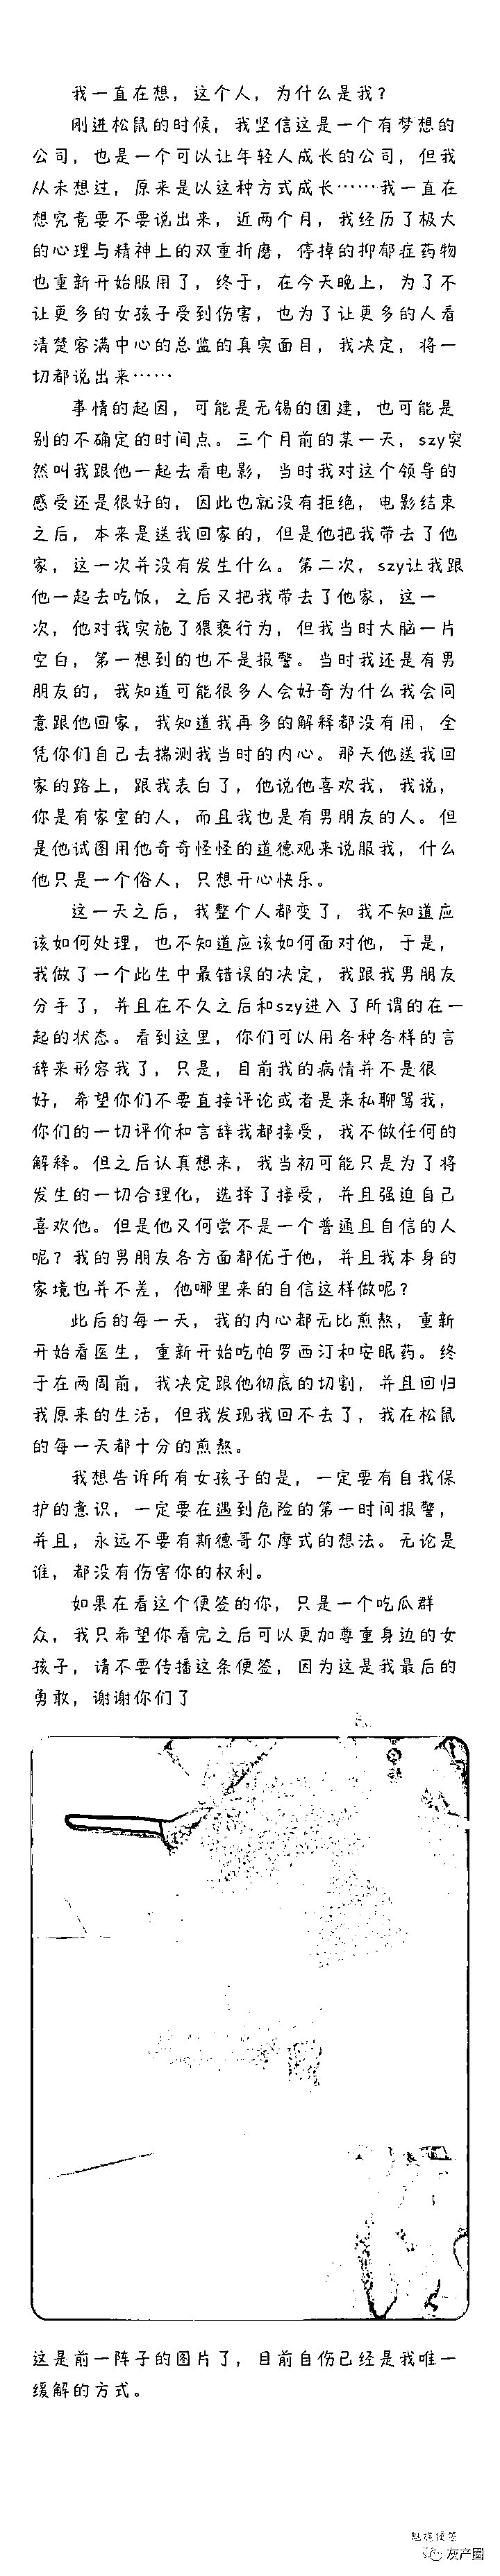 我一直在想，这个人，为什么是我？
刚进松鼠的时候，我坚信这是一个有梦想的
公司，也是一个可以让年轻人成长的公司，但我
从未想过，原来是以这种方式成长……我一直在
想究竟要不要说出来，近两个月，我经历了极大
的心理与精神上的双重折磨，停掉的抑郁症药物
也重新开始服用了，终于，在今天晚上，为了不
让更多的女孩子受到伤害，也为了让更多的人看
清楚客满中心的总监的真实面目，我决定，将一
切都说出来……
事情的起因，可能是无锡的团建，也可能是
别的不确定的时间点。三个月前的某一天，szy突
然叫我跟他一起去看电影，当时我对这个领导的
感受还是很好的，因此也就没有拒绝，电影结束
之后，本来是送我回家的，但是他把我带去了他
家，这一次并没有发生什么。第二次，szy让我跟
他一起去吃饭，之后又把我带去了他家，这一
次，他对我实施了猥亵行为，但我当时大脑一片
空白，第一想到的也不是报警。当时我还是有男
朋友的，我知道可能很多人会好奇为什么我会同
意跟他回家，我知道我再多的解释都没有用，全
凭你们自己去揣测我当时的内心。那天他送我回
家的路上，跟我表白了，他说他喜欢我，我说，
你是有家室的人，而且我也是有男朋友的人。但
是他试图用他奇奇怪怪的道德观来说服我，什么
他只是一个俗人，只想开心快乐。
这一天之后，我整个人都变了，我不知道应
该如何处理，也不知道应该如何面对他，于是，
我做了一个此生中最错误的决定，我跟我男朋友
分手了，并且在不久之后和szy进入了所谓的在一
起的状态。看到这里，你们可以用各种各样的言
辞来形容我了，只是，目前我的病情并不是很
好，希望你们不要直接评论或者是来私聊骂我，
你们的一切评价和言辞我都接受，我不做任何的
解释。但之后认真想来，我当初可能只是为了将
发生的一切合理化，选择了接受，并且强迫自己
喜欢他。但是他又何尝不是一个普通且自信的人
呢？我的男朋友各方面都优于他，并且我本身的
家境也并不差，他哪里来的自信这样做呢？
此后的每一天，我的内心都无比煎熬，重新
开始看医生，重新开始吃帕罗西汀和安眠药。终
于在两周前，我决定跟他彻底的切割，并且回归
我原来的生活，但我发现我回不去了，我在松鼠
的每一天都十分的煎熬。
我想告诉所有女孩子的是，一定要有自我保
护的意识，一定要在遇到危险的第一时间报警，
并且，永远不要有斯德哥尔摩式的想法。无论是
谁，都没有伤害你的权利。
如果在看这个便签的你，只是一个吃瓜群
众，我只希望你看完之后可以更加尊重身边的女
孩子，请不要传播这条便签，因为这是我最后的
勇敢，谢谢你们了
这是前一阵子的图片了，目前自伤已经是我唯一
缓解的方式。
魅族便签
灰产圈